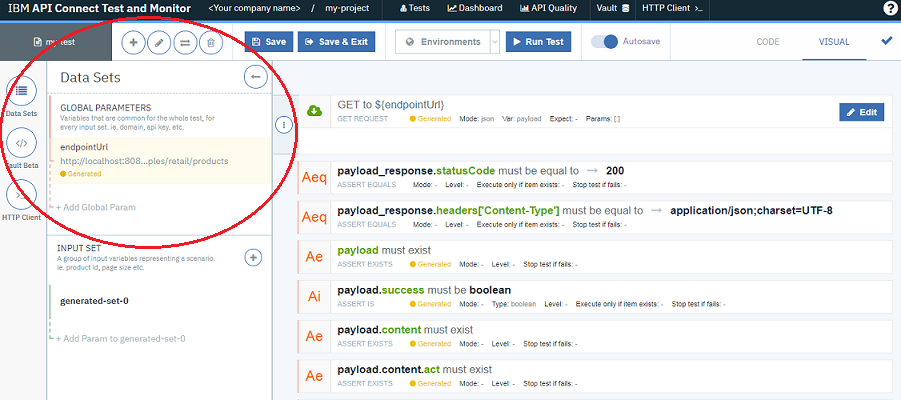 IBM API Connect Test and Monitor <Your company name> / my-project Tests Dashboard API Quality Vault HTTP Client >_ ?
my-test Save Save & Exit Environments Run Test Autosave CODE VISUAL
Data Sets
Data Sets
GLOBAL PARAMETERS
Variables that are common for the whole test, for
every input set. ie. domain, api key, etc.
endpointUrl
http://localhost:808...ples/retail/products
Generated
+ Add Global Param
Vault Beta
HTTP Client
INPUT SET
A group of input variables representing a scenario.
ie. product id, page size etc.
generated-set-0
+ Add Param to generated-set-0
GET to ${endpointUrl}
GET REQUEST Generated Mode: json Var: payload Expect: - Params: [;]
Edit
Aeq payload_response.statusCode must be equal to → 200
ASSERT EQUALS Mode: - Level: - Execute only if item exists: - Stop test if fails: -
Aeq payload_response.headers['Content-Type'] must be equal to → application/json;charset=UTF-8
ASSERT EQUALS Mode: - Level: - Execute only if item exists: - Stop test if fails: -
Ae payload must exist
ASSERT EXISTS Generated Mode: - Level: - Stop test if fails: -
Ai payload.success must be boolean
ASSERT IS Generated Mode: - Type: boolean Level: - Execute only if item exists: - Stop test if fails: -
Ae payload.content must exist
ASSERT EXISTS Generated Mode: - Level: - Stop test if fails: -
Ae payload.content.act must exist
ASSERT EXISTS Generated Mode: - Level: - Stop test if fails: -